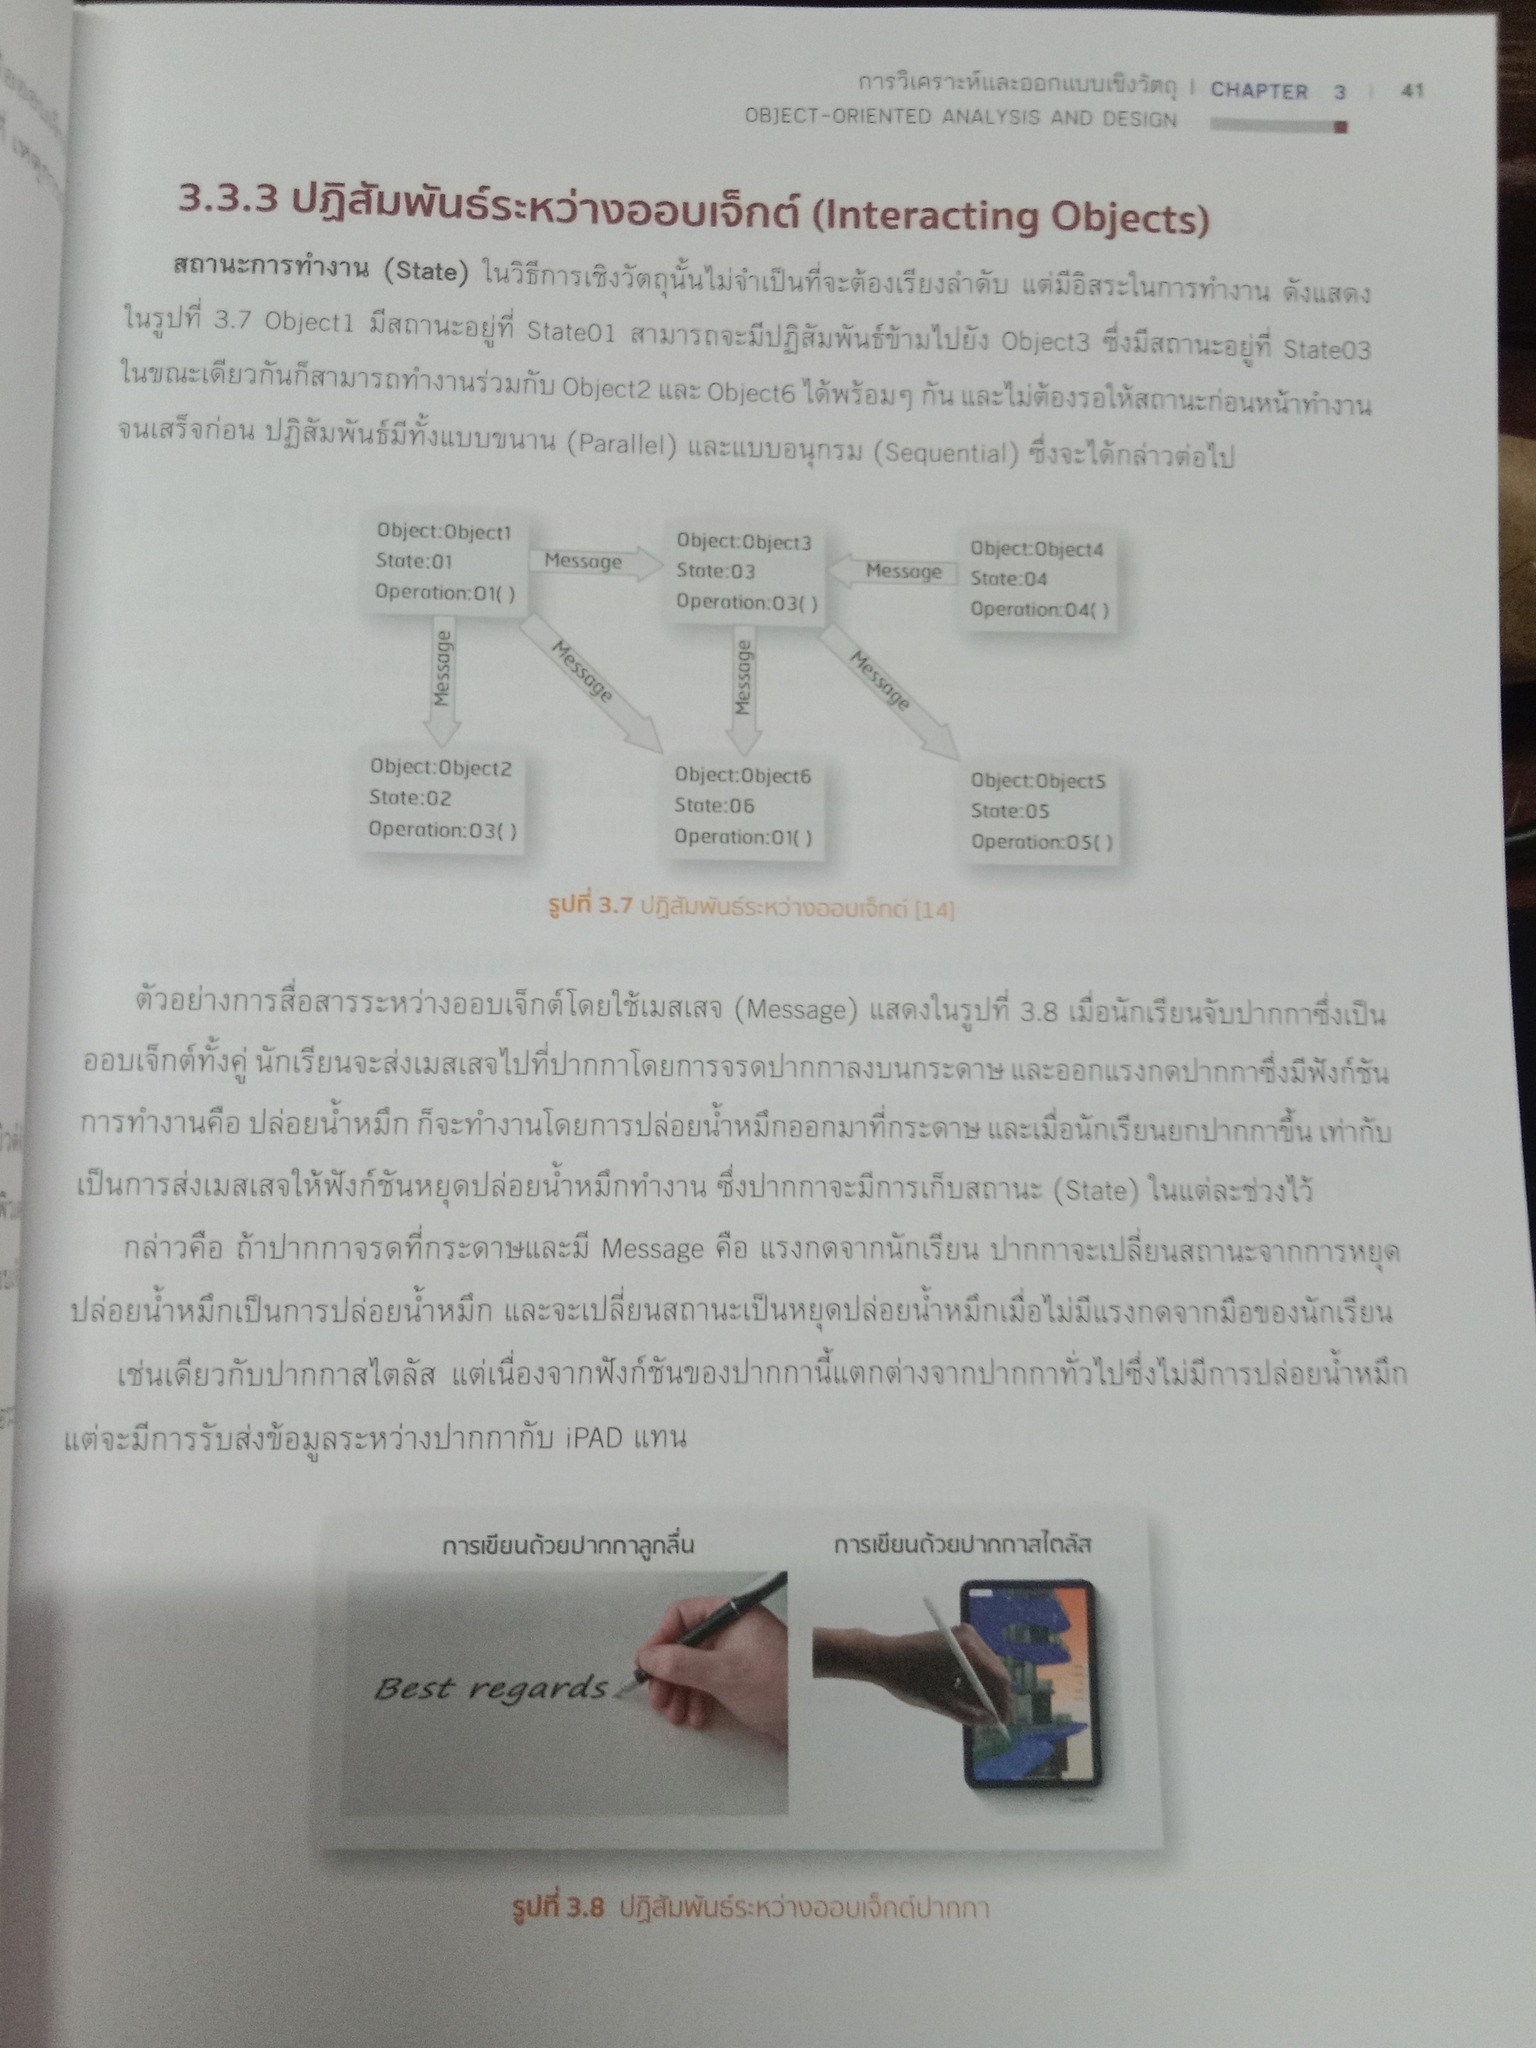 การวิเคราะห์และออกแบบเชิงวัตถุ | CHAPTER 3 | 41
OBJECT-ORIENTED ANALYSIS AND DESIGN
3.3.3 ปฏิสัมพันธ์ระหว่างออบเจ็กต์ (Interacting Objects)
สถานะการทำงาน (State) ในวิธีการเชิงวัตถุนั้นไม่จำเป็นที่จะต้องเรียงลำดับ แต่มีอิสระในการทำงาน ดังแสดง
ในรูปที่ 3.7 Object1 มีสถานะอยู่ที่ State01 สามารถจะมีปฏิสัมพันธ์ข้ามไปยัง Object3 ซึ่งมีสถานะอยู่ที่ State03
ในขณะเดียวกันก็สามารถทำงานร่วมกับ Object2 และ Object6 ได้พร้อมๆ กัน และไม่ต้องรอให้สถานะก่อนหน้าทำงาน
จนเสร็จก่อน ปฏิสัมพันธ์มีทั้งแบบขนาน (Parallel) และแบบอนุกรม (Sequential) ซึ่งจะได้กล่าวต่อไป
Object:Object1
State:01
Operation:01( )
Message
Object:Object3
State:03
Operation:03( )
Message
Object:Object4
State:04
Operation:04( )
Message
Message
Message
Message
Object:Object2
State:02
Operation:03( )
Object:Object6
State:06
Operation:01( )
Object:Object5
State:05
Operation:05( )
รูปที่ 3.7 ปฏิสัมพันธ์ระหว่างออบเจ็กต์ [14]
ตัวอย่างการสื่อสารระหว่างออบเจ็กต์โดยใช้เมสเสจ (Message) แสดงในรูปที่ 3.8 เมื่อนักเรียนจับปากกาซึ่งเป็น
ออบเจ็กต์ทั้งคู่ นักเรียนจะส่งเมสเสจไปที่ปากกาโดยการจรดปากกาลงบนกระดาษ และออกแรงกดปากกาซึ่งมีฟังก์ชัน
การทำงานคือ ปล่อยน้ำหมึก ก็จะทำงานโดยการปล่อยน้ำหมึกออกมาที่กระดาษ และเมื่อนักเรียนยกปากกาขึ้น เท่ากับ
เป็นการส่งเมสเสจให้ฟังก์ชันหยุดปล่อยน้ำหมึกทำงาน ซึ่งปากกาจะมีการเก็บสถานะ (State) ในแต่ละช่วงไว้
กล่าวคือ ถ้าปากกาจรดที่กระดาษและมี Message คือ แรงกดจากนักเรียน ปากกาจะเปลี่ยนสถานะจากการหยุด
ปล่อยน้ำหมึกเป็นการปล่อยน้ำหมึก และจะเปลี่ยนสถานะเป็นหยุดปล่อยน้ำหมึกเมื่อไม่มีแรงกดจากมือของนักเรียน
เช่นเดียวกับปากกาสไตลัส แต่เนื่องจากฟังก์ชันของปากกานี้แตกต่างจากปากกาทั่วไปซึ่งไม่มีการปล่อยน้ำหมึก
แต่จะมีการรับส่งข้อมูลระหว่างปากกากับ iPAD แทน
การเขียนด้วยปากกาลูกลื่น
การเขียนด้วยปากกาสไตลัส
Best regards
รูปที่ 3.8 ปฏิสัมพันธ์ระหว่างออบเจ็กต์ปากกา